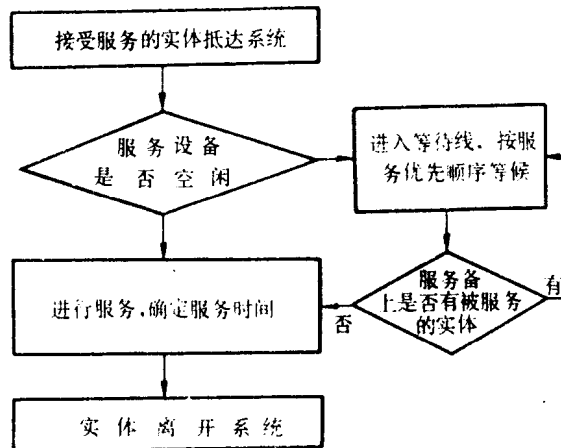 接受服务的实体抵达系统
服务设备
是否空闲
进入等待线、按服
务优先顺序等候
服务备
上是否有被服务
的实体
有
否
进行服务,确定服务时间
实体离开系统